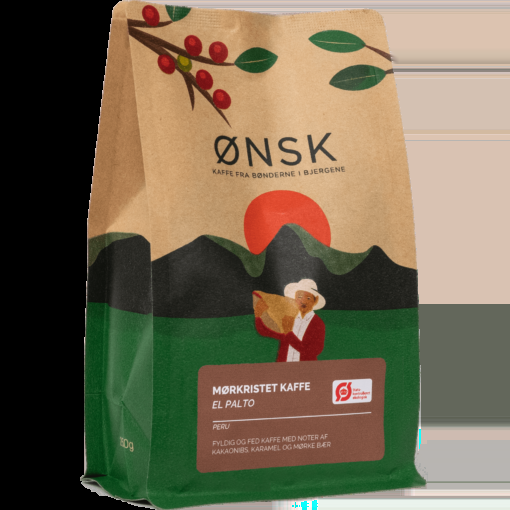 ØNSK
KAFFE FRA BØNDERNE I BJERGENE
MØRKRISTET KAFFE
EL PALTO
PERU
FYLDIG OG FED KAFFE MED NOTER AF
KAKAONIBS, KARAMEL OG MØRKE BÆR